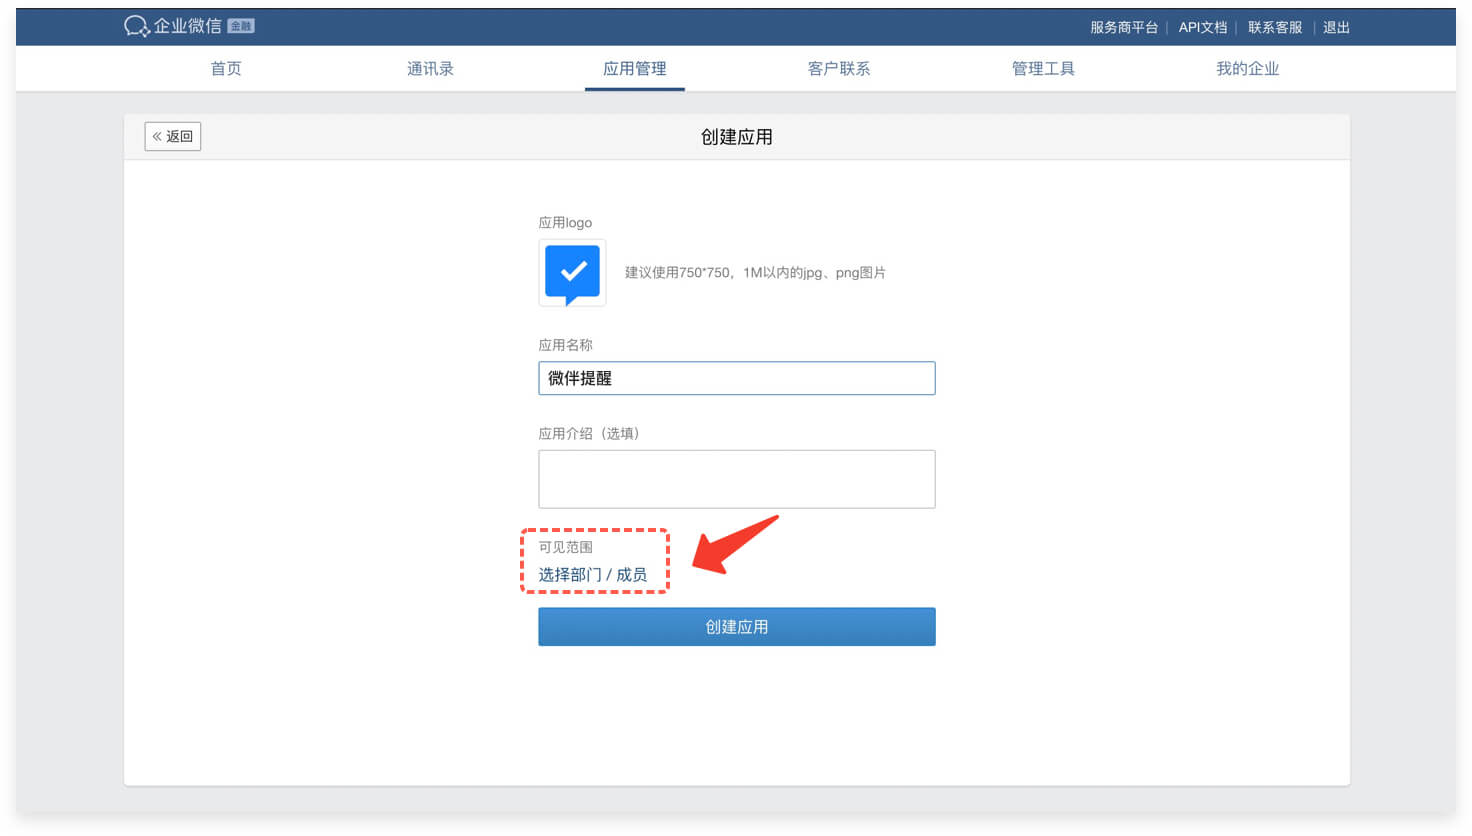 企业微信 金融
服务商平台 | API文档 | 联系客服 | 退出
首页 通讯录 应用管理 客户联系 管理工具 我的企业
« 返回
创建应用
应用logo
建议使用750*750，1M以内的jpg、png图片
应用名称
微伴提醒
应用介绍（选填）
可见范围
选择部门 / 成员
创建应用